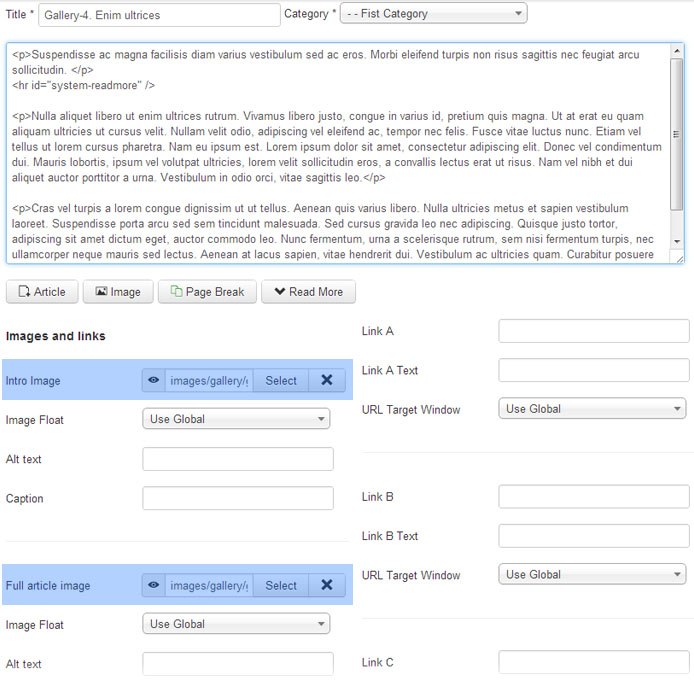 Title * Gallery-4. Enim ultrices Category * - - Fist Category
<p>Suspendisse ac magna facilisis diam varius vestibulum sed ac eros. Morbi eleifend turpis non risus sagittis nec feugiat arcu
sollicitudin. </p>
<hr id="system-readmore" />
<p>Nulla aliquet libero ut enim ultrices rutrum. Vivamus libero justo, congue in varius id, pretium quis magna. Ut at erat eu quam
aliquam ultricies ut cursus velit. Nullam velit odio, adipiscing vel eleifend ac, tempor nec felis. Fusce vitae luctus nunc. Etiam vel
tellus ut lorem cursus pharetra. Nam eu ipsum est. Lorem ipsum dolor sit amet, consectetur adipiscing elit. Donec vel condimentum
dui. Mauris lobortis, ipsum vel volutpat ultricies, lorem velit sollicitudin eros, a convallis lectus erat ut risus. Nam vel nibh et dui
aliquet auctor porttitor a urna. Vestibulum in odio orci, vitae sagittis leo.</p>
<p>Cras vel turpis a lorem congue dignissim ut ut tellus. Aenean quis varius libero. Nulla ultricies metus et sapien vestibulum
laoreet. Suspendisse porta arcu sed sem tincidunt malesuada. Sed cursus gravida leo nec adipiscing. Quisque justo tortor,
adipiscing sit amet dictum eget, auctor commodo leo. Nunc fermentum, urna a scelerisque rutrum, sem nisi fermentum turpis, nec
ullamcorper neque mauris sed lectus. Aenean at lacus sapien, vitae hendrerit dui. Vestibulum ac ultricies quam. Curabitur posuere
Article Image Page Break Read More
Images and links
Intro Image images/gallery/g Select
Image Float Use Global
Alt text
Caption
Full article image images/gallery/g Select
Image Float Use Global
Alt text
Link A
Link A Text
URL Target Window Use Global
Link B
Link B Text
URL Target Window Use Global
Link C